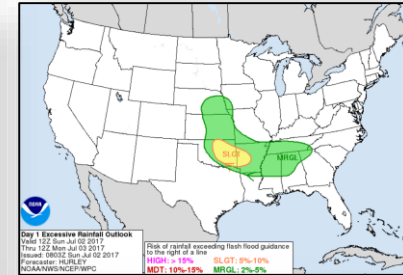 SLGT
MRGL
NOAA
Day 1 Excessive Rainfall Outlook
Valid 12Z Sun Jul 02 2017
Thru 12Z Mon Jul 03 2017
Issued: 0803Z Sun Jul 02 2017
Forecaster: HURLEY
NOAA/NWS/NCEP/WPC
Risk of rainfall exceeding flash flood guidance
to the right of a line
HIGH: > 15% SLGT: 5%-10%
MDT: 10%-15% MRGL: 2%-5%